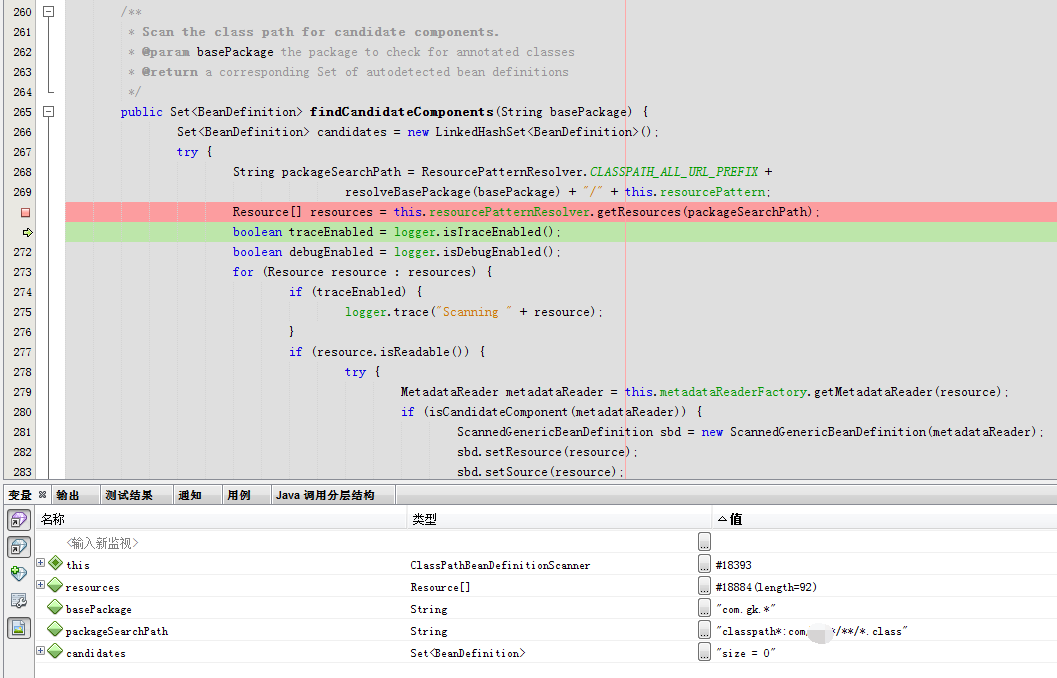 260 /**
261 * Scan the class path for candidate components.
262 * @param basePackage the package to check for annotated classes
263 * @return a corresponding Set of autodetected bean definitions
264 */
265 public Set<BeanDefinition> findCandidateComponents(String basePackage) {
266 Set<BeanDefinition> candidates = new LinkedHashSet<BeanDefinition>();
267 try {
268 String packageSearchPath = ResourcePatternResolver.CLASSPATH_ALL_URL_PREFIX +
269 resolveBasePackage(basePackage) + "/" + this.resourcePattern;
Resource[] resources = this.resourcePatternResolver.getResources(packageSearchPath);
boolean traceEnabled = logger.isTraceEnabled();
272 boolean debugEnabled = logger.isDebugEnabled();
273 for (Resource resource : resources) {
274 if (traceEnabled) {
275 logger.trace("Scanning " + resource);
276 }
277 if (resource.isReadable()) {
278 try {
279 MetadataReader metadataReader = this.metadataReaderFactory.getMetadataReader(resource);
280 if (isCandidateComponent(metadataReader)) {
281 ScannedGenericBeanDefinition sbd = new ScannedGenericBeanDefinition(metadataReader);
282 sbd.setResource(resource);
283 sbd.setSource(resource);
变量 输出 测试结果 通知 用例 Java 调用分层结构
名称 类型 值
<输入新监视> ...
this ClassPathBeanDefinitionScanner ... #18393
resources Resource[] ... #18884(length=92)
basePackage String ... "com.gk.*"
packageSearchPath String ... "classpath*:com/ */**/*.class"
candidates Set<BeanDefinition> ... "size = 0"